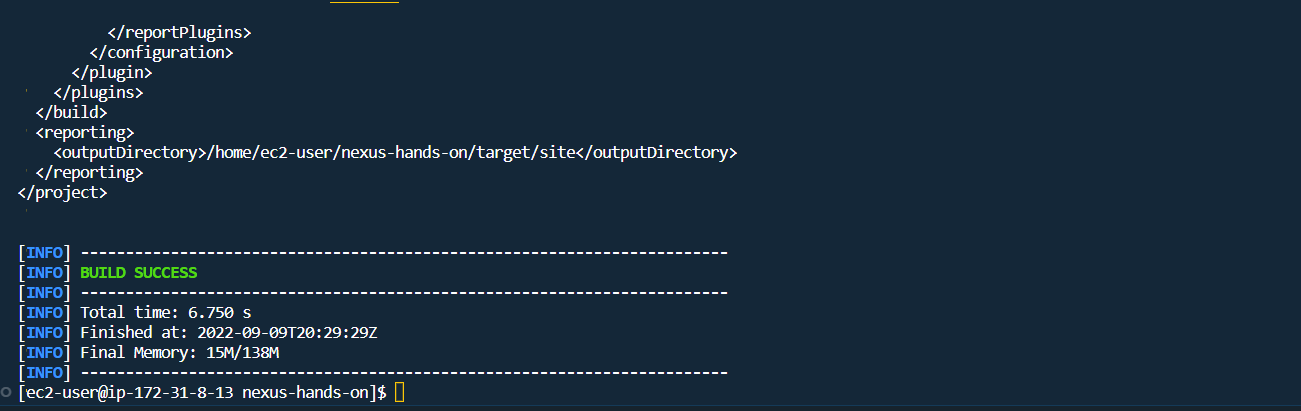 </reportPlugins>
</configuration>
</plugin>
</plugins>
</build>
<reporting>
<outputDirectory>/home/ec2-user/nexus-hands-on/target/site</outputDirectory>
</reporting>
</project>
[INFO] ------------------------------------------------------------------------
[INFO] BUILD SUCCESS
[INFO] ------------------------------------------------------------------------
[INFO] Total time: 6.750 s
[INFO] Finished at: 2022-09-09T20:29:29Z
[INFO] Final Memory: 15M/138M
[INFO] ------------------------------------------------------------------------
[ec2-user@ip-172-31-8-13 nexus-hands-on]$